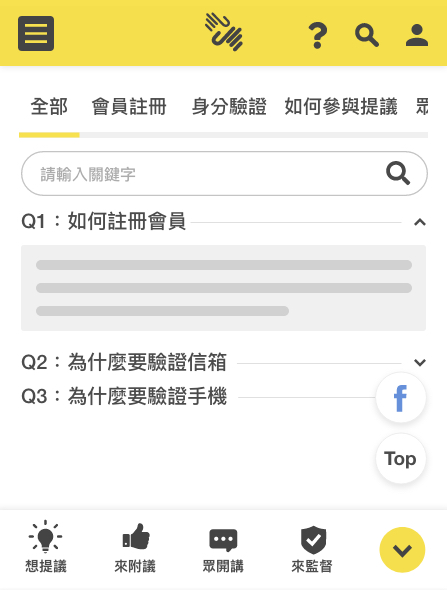 全部 會員註冊 身分驗證 如何參與提議
請輸入關鍵字
Q1：如何註冊會員
Q2：為什麼要驗證信箱
Q3：為什麼要驗證手機
f
Top
想提議 來附議 眾開講 來監督